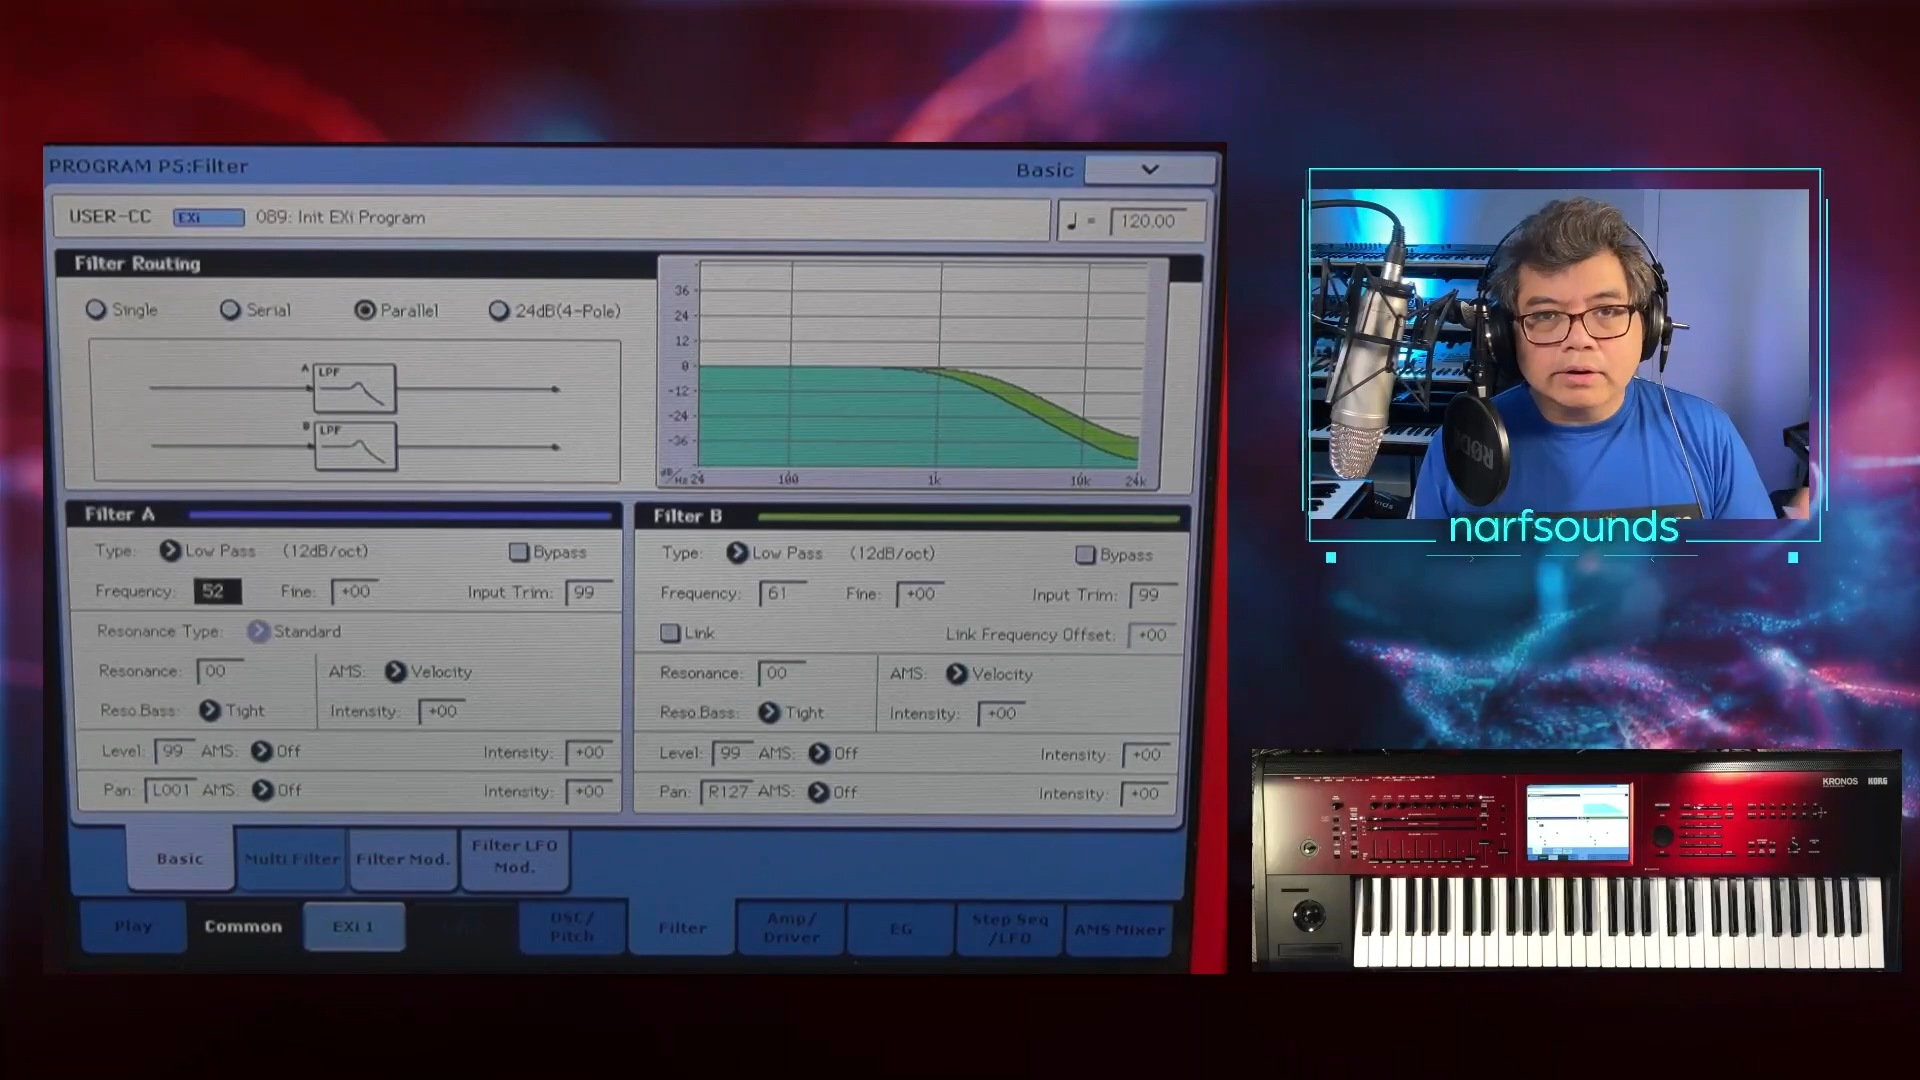 PROGRAM P5:Filter
Basic
USER-CC EXi 089: Init EXi Program
♩ = 120.00
Filter Routing
Single Serial Parallel 24dB(4-Pole)
A LPF
B LPF
36
24
12
0
-12
-24
-36
dB/Hz 24 100 1k 10k 24k
Filter A
Type: Low Pass (12dB/oct) Bypass
Frequency: 52 Fine: +00 Input Trim: 99
Resonance Type: Standard
Resonance: 00 AMS: Velocity
Reso.Bass: Tight Intensity: +00
Level: 99 AMS: Off Intensity: +00
Pan: L001 AMS: Off Intensity: +00
Filter B
Type: Low Pass (12dB/oct) Bypass
Frequency: 61 Fine: +00 Input Trim: 99
Link Link Frequency Offset: +00
Resonance: 00 AMS: Velocity
Reso.Bass: Tight Intensity: +00
Level: 99 AMS: Off Intensity: +00
Pan: R127 AMS: Off Intensity: +00
Basic Multi Filter Filter Mod. Filter LFO Mod.
Play Common EXi 1 OSC/Pitch Filter Amp/Driver EG Step Seq/LFO AMS Mixer
RØDE
narfsounds
KRONOS KORG